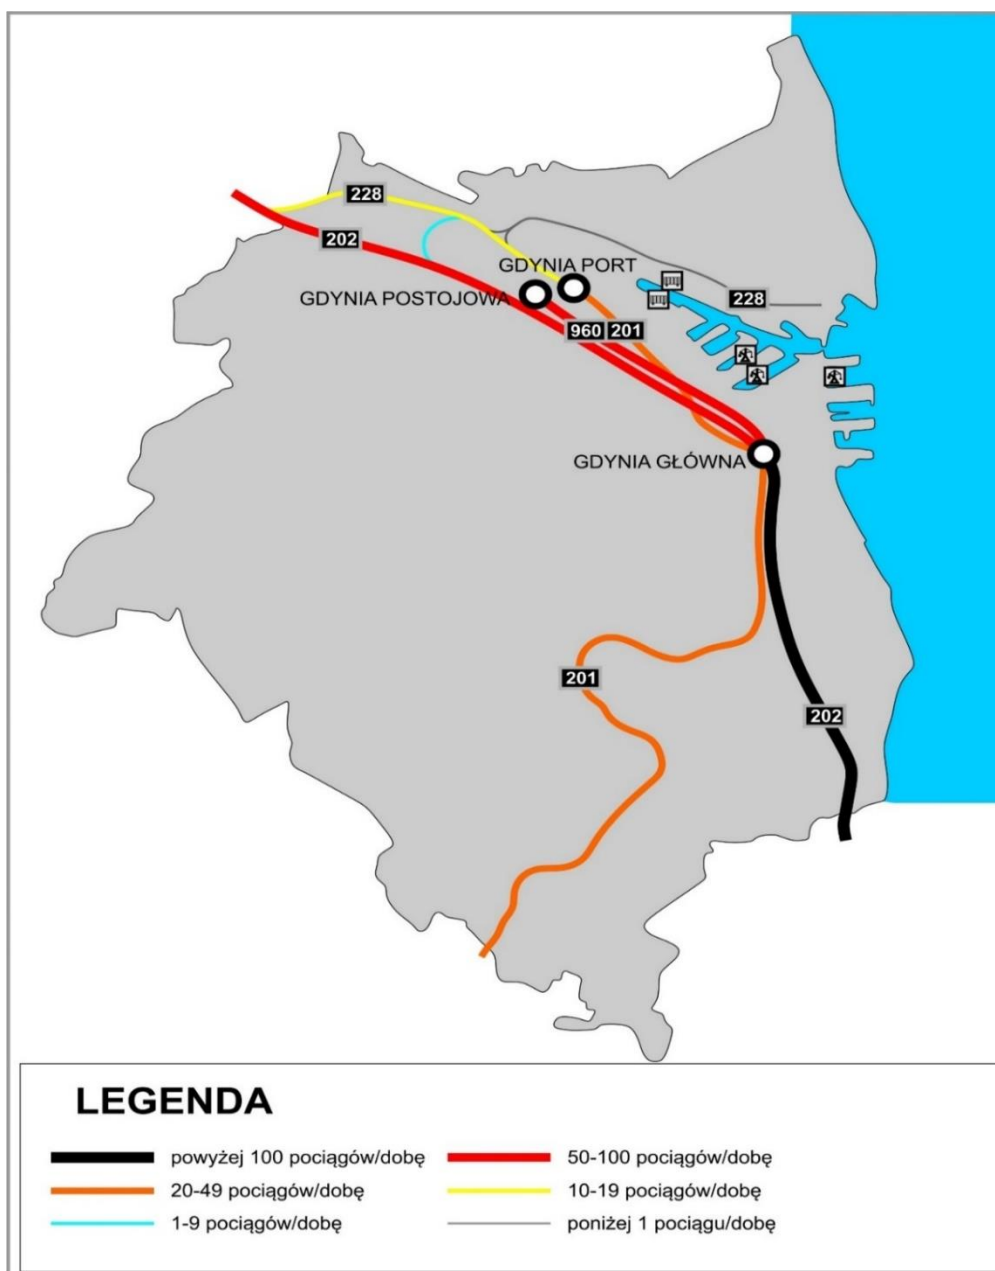 228
202
GDYNIA PORT
GDYNIA POSTOJOWA
228
960 201
GDYNIA GŁÓWNA
201
202
LEGENDA
powyżej 100 pociągów/dobę
50-100 pociągów/dobę
20-49 pociągów/dobę
10-19 pociągów/dobę
1-9 pociągów/dobę
poniżej 1 pociągu/dobę